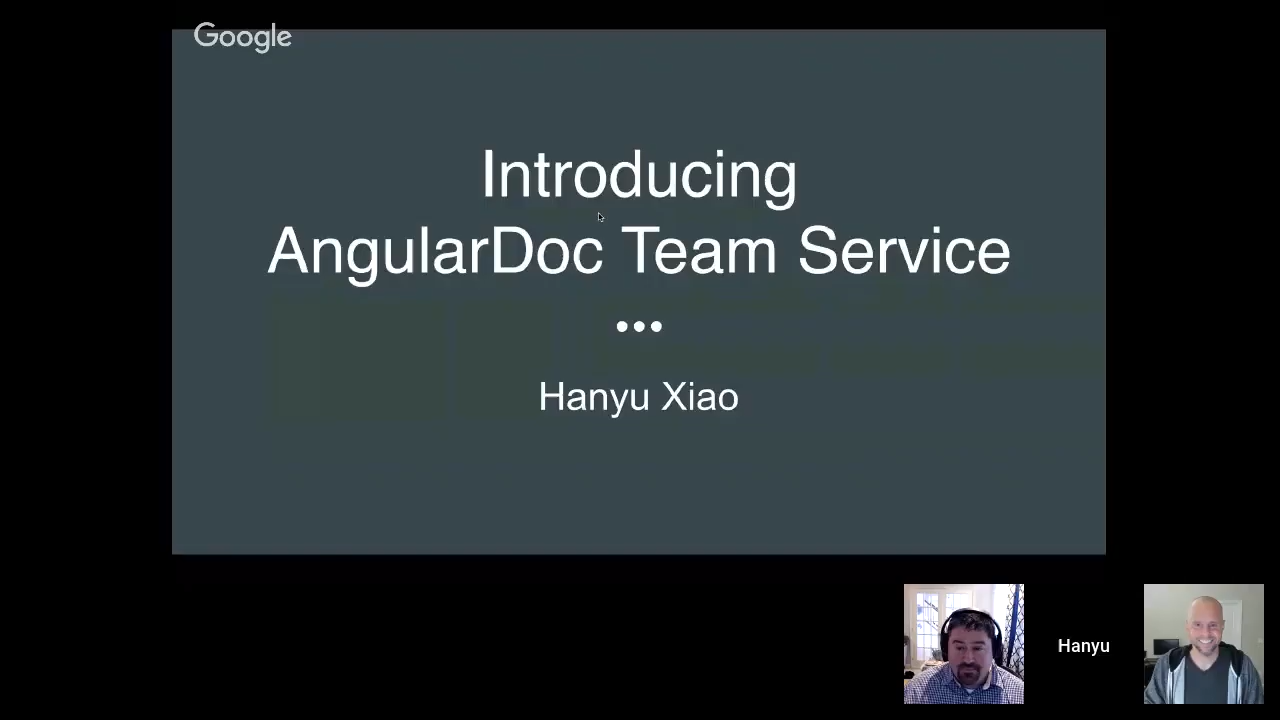 Google
Introducing
AngularDoc Team Service
Hanyu Xiao
Hanyu